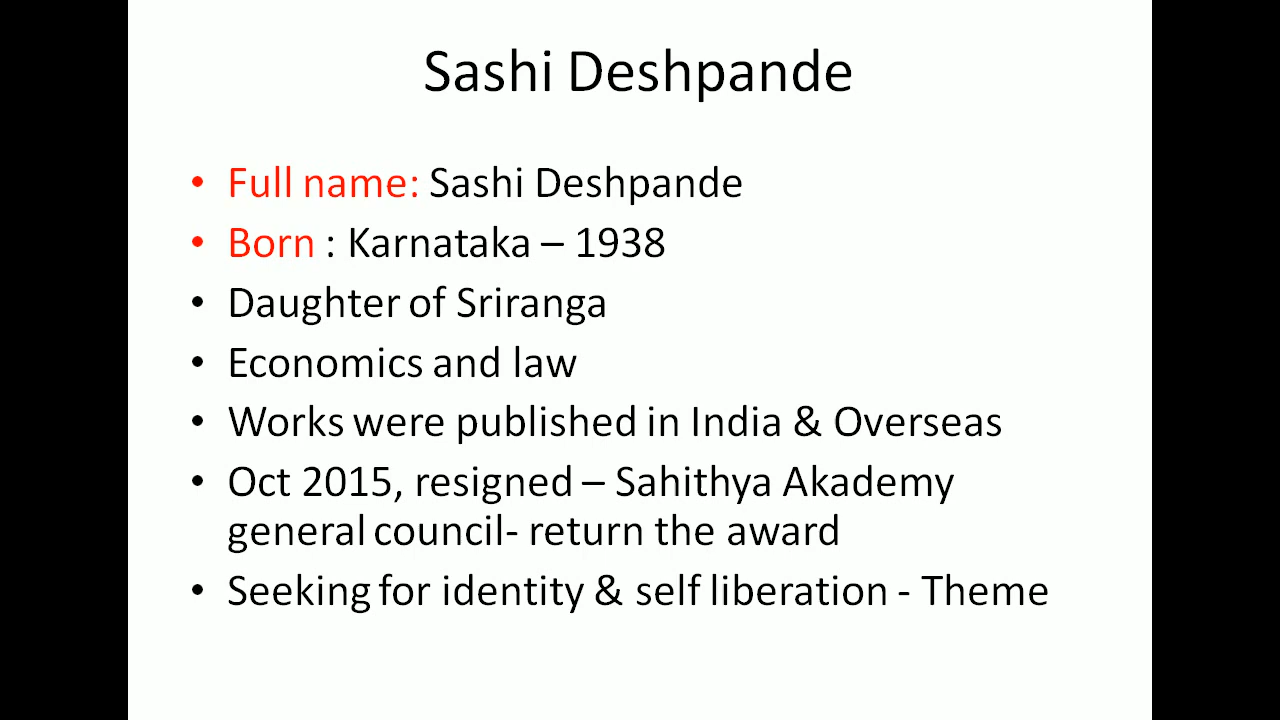 Sashi Deshpande
• Full name: Sashi Deshpande
• Born : Karnataka – 1938
• Daughter of Sriranga
• Economics and law
• Works were published in India & Overseas
• Oct 2015, resigned – Sahithya Akademy
general council- return the award
• Seeking for identity & self liberation - Theme